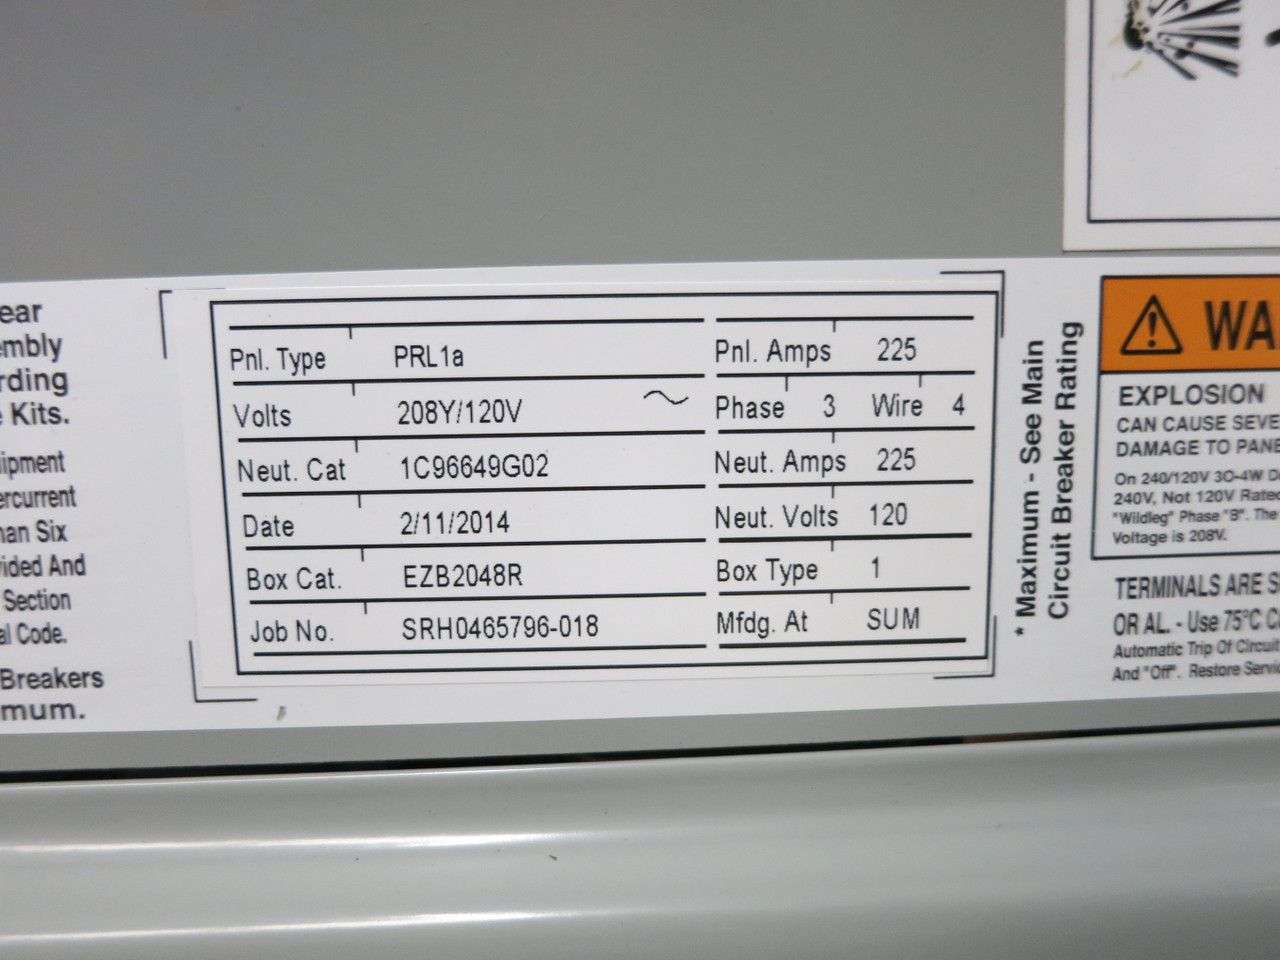 ear
mbly
rding
Kits.
ipment
ercurrent
han Six
vided And
Section
al Code.
Breakers
mum.
Pnl. Type PRL1a
Volts 208Y/120V ~
Neut. Cat 1C96649G02
Date 2/11/2014
Box Cat. EZB2048R
Job No. SRH0465796-018
Pnl. Amps 225
Phase 3 Wire 4
Neut. Amps 225
Neut. Volts 120
Box Type 1
Mfdg. At SUM
* Maximum - See Main
Circuit Breaker Rating
WA
EXPLOSION
CAN CAUSE SEVE
DAMAGE TO PANE
On 240/120V 3O-4W D
240V, Not 120V Rated
"Wildleg" Phase "B". The
Voltage is 208V.
TERMINALS ARE S
OR AL. - Use 75°C C
Automatic Trip Of Circuit
And "Off". Restore Servic